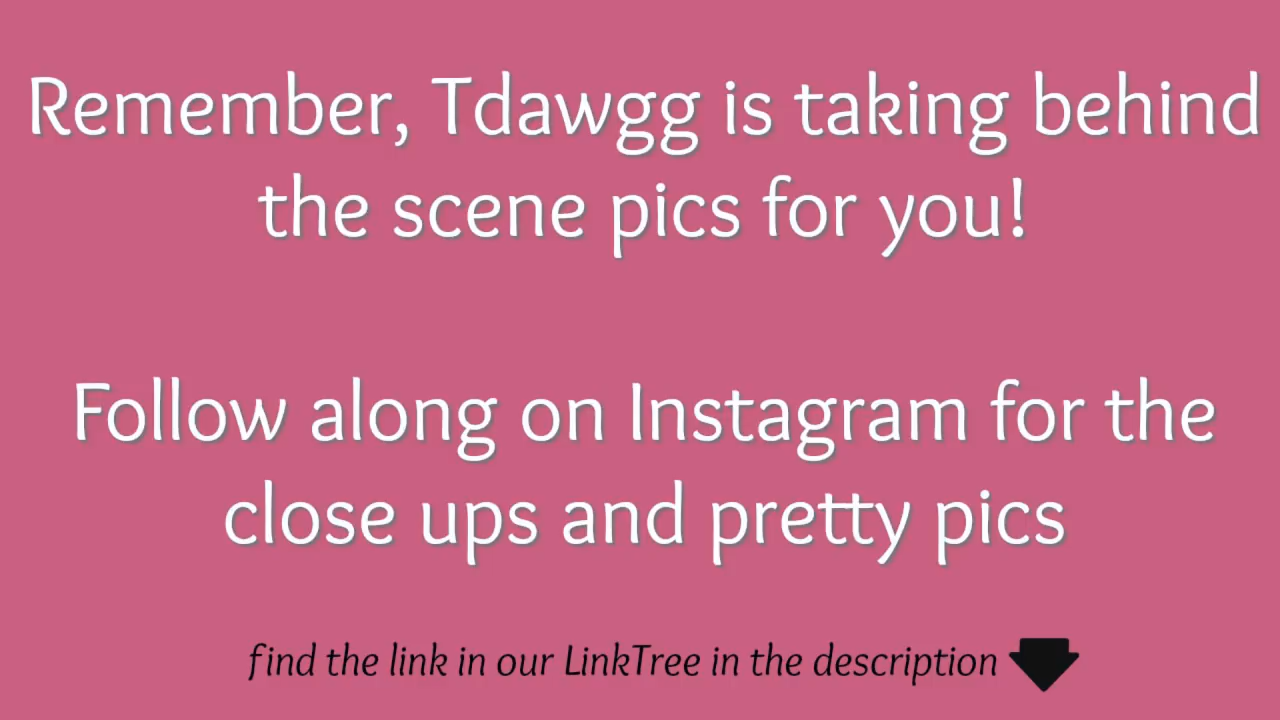 Remember, Tdawgg is taking behind
the scene pics for you!
Follow along on Instagram for the
close ups and pretty pics
find the link in our LinkTree in the description